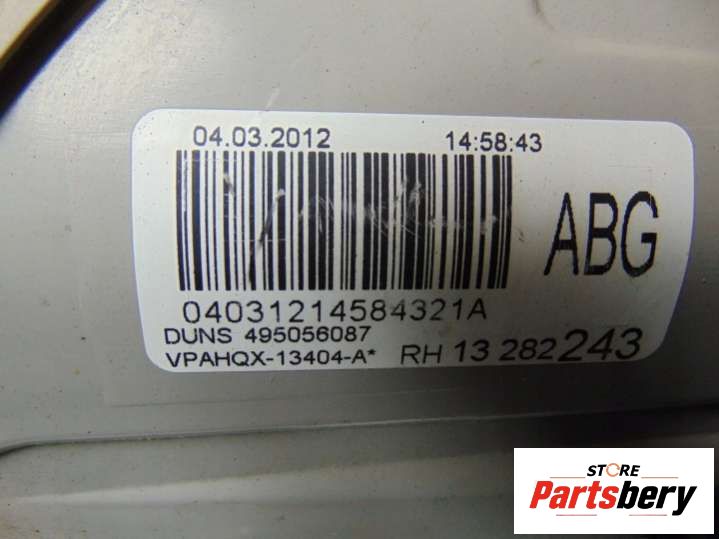 04.03.2012 14:58:43
ABG
04031214584321A
DUNS 495056087
VPAHQX-13404-A* RH 13 282 243
STORE
Partsbery